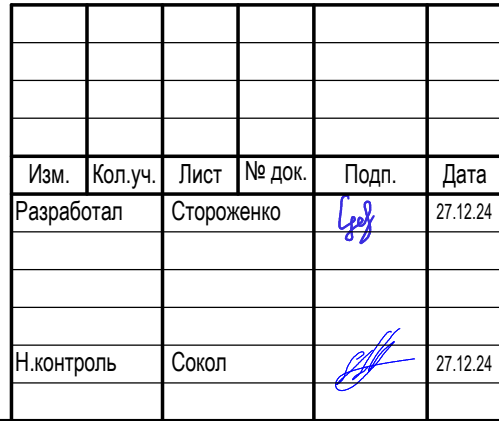 Изм. Кол.уч. Лист № док. Подп. Дата
Разработал Стороженко 27.12.24
Н.контроль Сокол 27.12.24